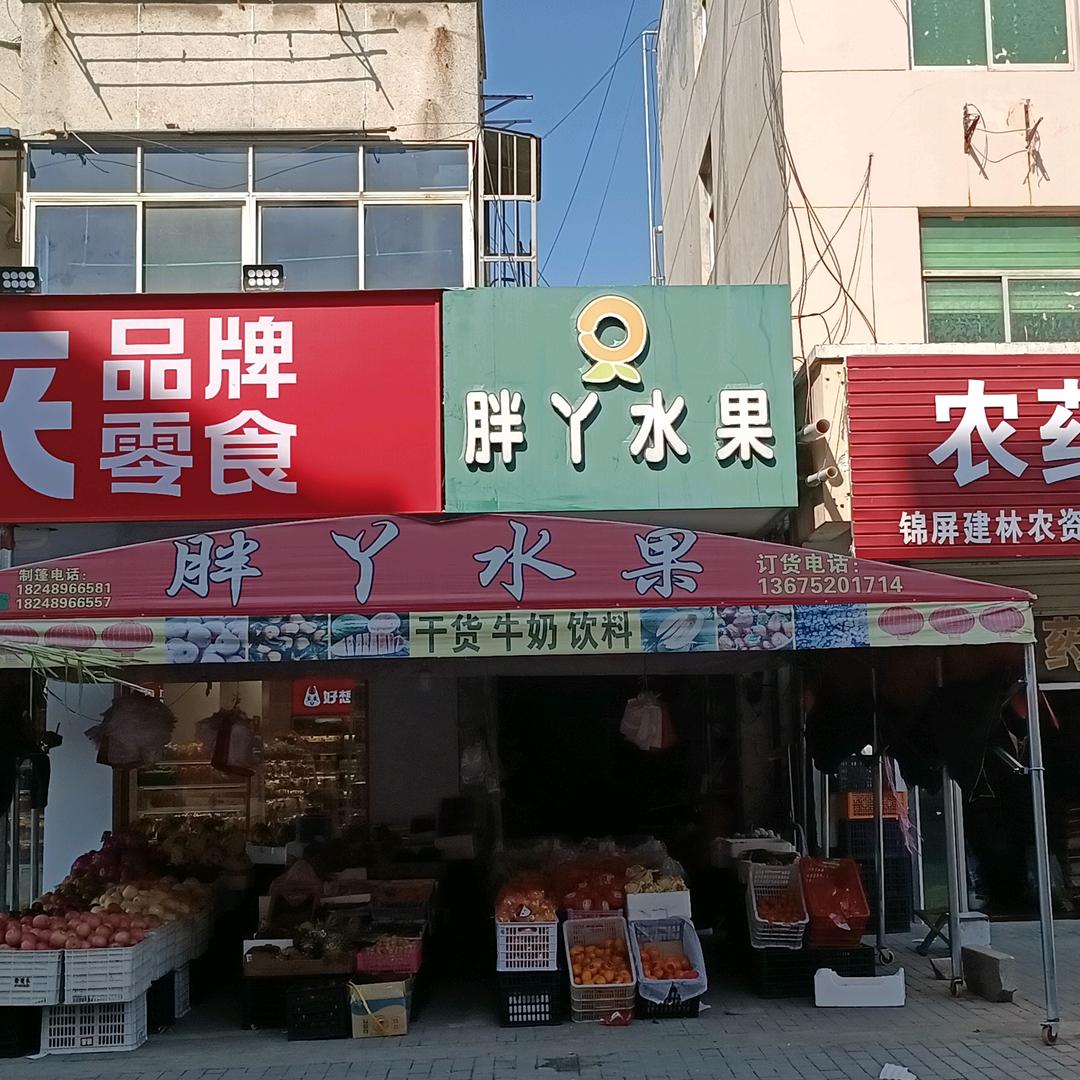 品牌
零食
胖丫水果
农药
锦屏建林农资
胖丫水果
制篷电话：
18248966581
18248966557
订货电话：
13675201714
干货 牛奶 饮料
好想
药